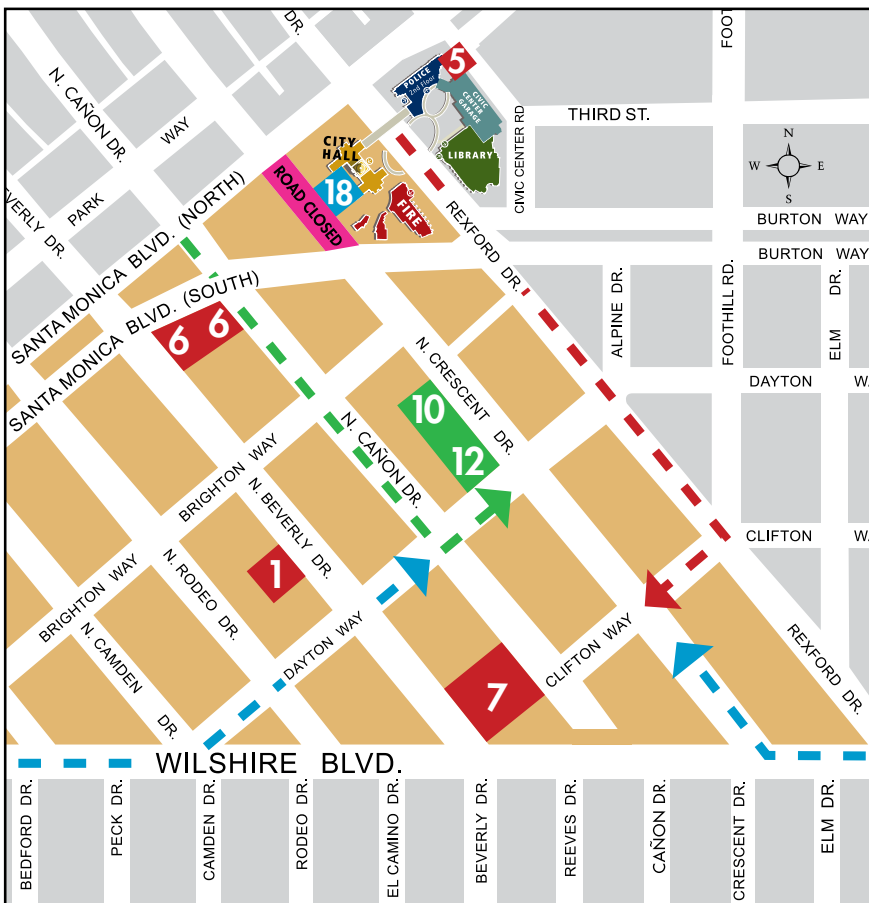 DR.
FOOT
N. CAÑON DR.
WAY
PARK
EVERLY DR.
POLICE
2nd Floor
5
CIVIC
CENTER
GARAGE
LIBRARY
CIVIC CENTER RD
THIRD ST.
N
W E
S
CITY
HALL
18
FIRE
ROAD CLOSED
BURTON WAY
BURTON WAY
SANTA MONICA BLVD. (NORTH)
SANTA MONICA BLVD. (SOUTH)
REXFORD DR.
ALPINE DR.
FOOTHILL RD.
ELM DR.
6 6
N. CRESCENT DR.
DAYTON WA
10
12
N. CAÑON DR.
BRIGHTON WAY
N. BEVERLY DR.
CLIFTON WA
1
BRIGHTON WAY
N. RODEO DR.
N. CAMDEN DR.
DAYTON WAY
CLIFTON WAY
7
REXFORD DR.
WILSHIRE BLVD.
BEDFORD DR.
PECK DR.
CAMDEN DR.
RODEO DR.
EL CAMINO DR.
BEVERLY DR.
REEVES DR.
CAÑON DR.
CRESCENT DR.
ELM DR.